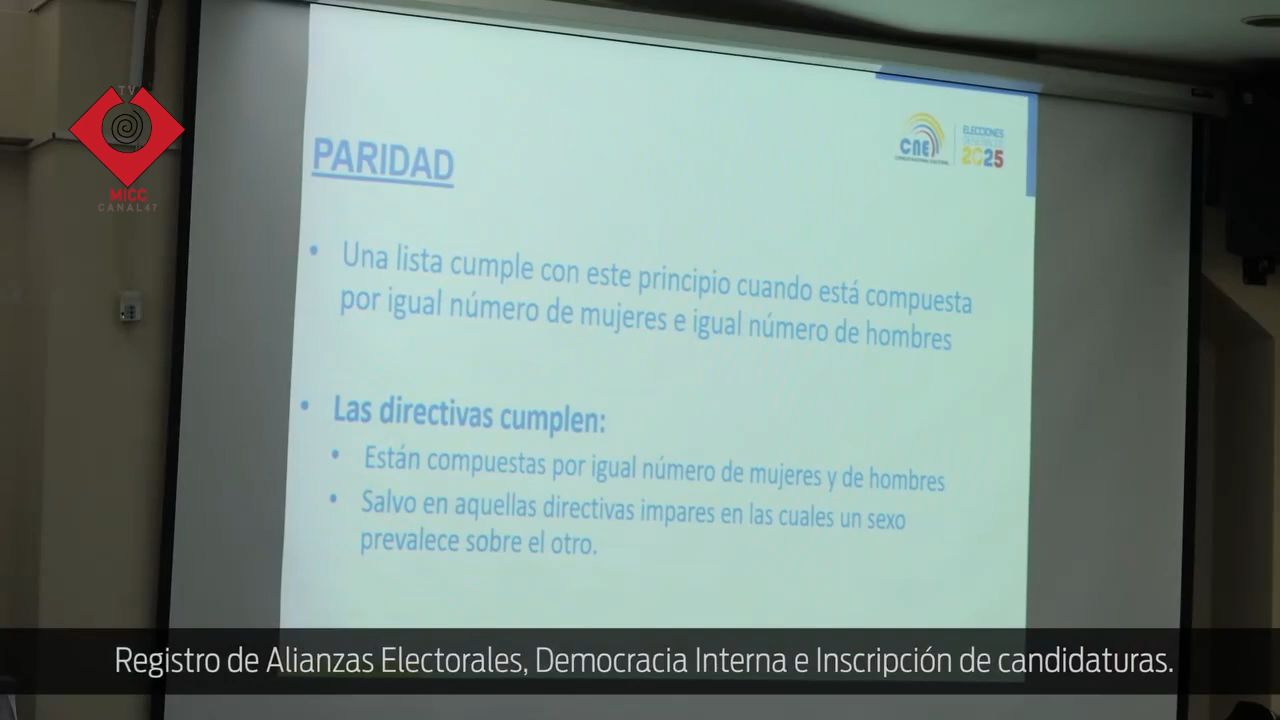 TV
MICC
CANAL47
PARIDAD
CNE
ELECCIONES
GENERALES
2025
• Una lista cumple con este principio cuando está compuesta
por igual número de mujeres e igual número de hombres
• Las directivas cumplen:
• Están compuestas por igual número de mujeres y de hombres
• Salvo en aquellas directivas impares en las cuales un sexo
prevalece sobre el otro.
Registro de Alianzas Electorales, Democracia Interna e Inscripción de candidaturas.